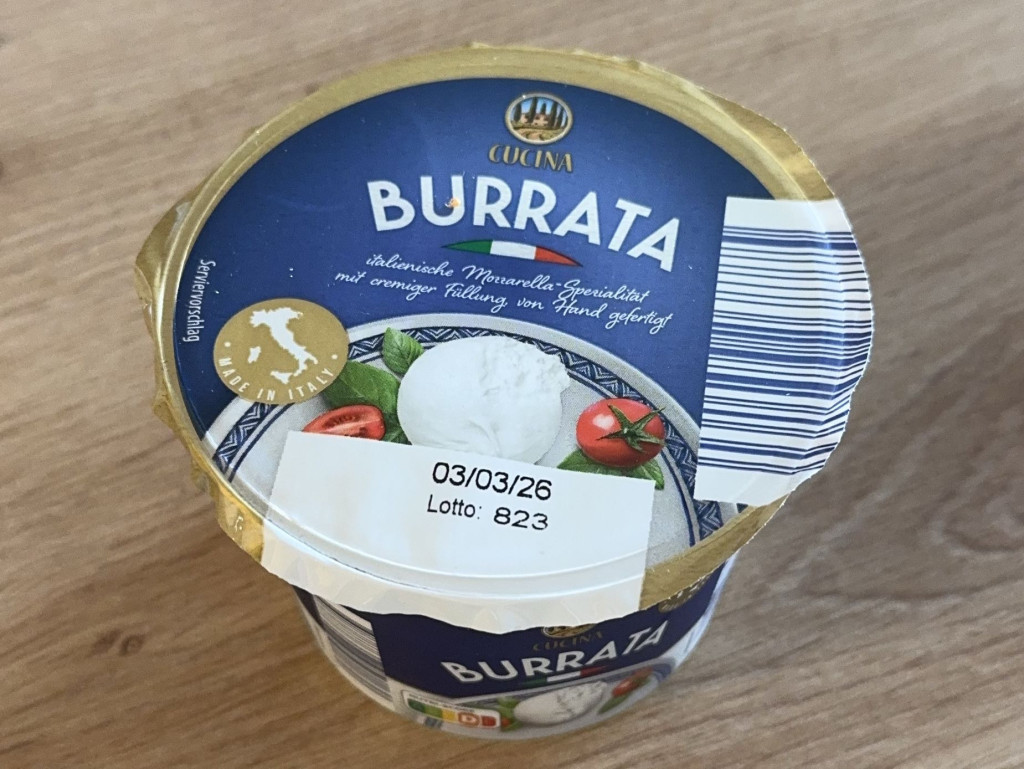 CUCINA
BURRATA
italienische Mozzarella-Spezialität
mit cremiger Füllung, von Hand gefertigt
Serviervorschlag
MADE IN ITALY
03/03/26
Lotto: 823
CUCINA
BURRATA
D